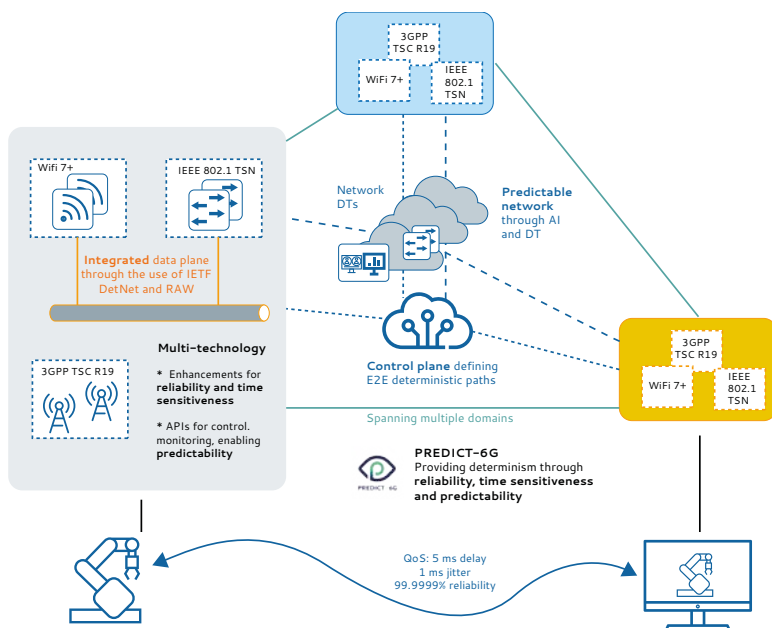 3GPP
TSC R19
WiFi 7+
IEEE
802.1
TSN
Wifi 7+
IEEE 802.1 TSN
Integrated data plane
through the use of IETF
DetNet and RAW
Multi-technology
* Enhancements for
reliability and time
sensitiveness
* APIs for control.
monitoring, enabling
predictability
3GPP TSC R19
Network
DTs
Predictable
network
through AI
and DT
Control plane defining
E2E deterministic paths
3GPP
TSC R19
WiFi 7+
IEEE
802.1
TSN
Spanning multiple domains
PREDICT 6G
PREDICT-6G
Providing determinism through
reliability, time sensitiveness
and predictability
QoS: 5 ms delay
1 ms jitter
99.9999% reliability